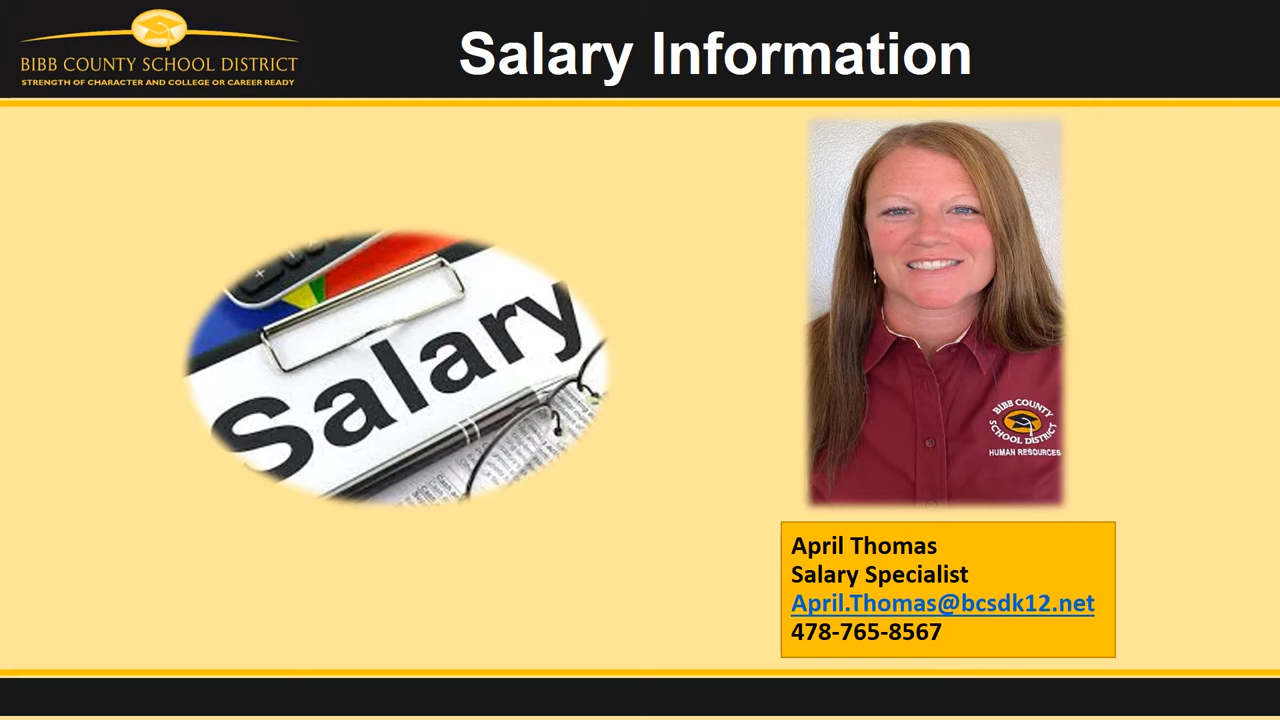 BIBB COUNTY SCHOOL DISTRICT
STRENGTH OF CHARACTER AND COLLEGE OR CAREER READY
Salary Information
Salary
BIBB COUNTY
SCHOOL DISTRICT
HUMAN RESOURCES
April Thomas
Salary Specialist
April.Thomas@bcsdk12.net
478-765-8567